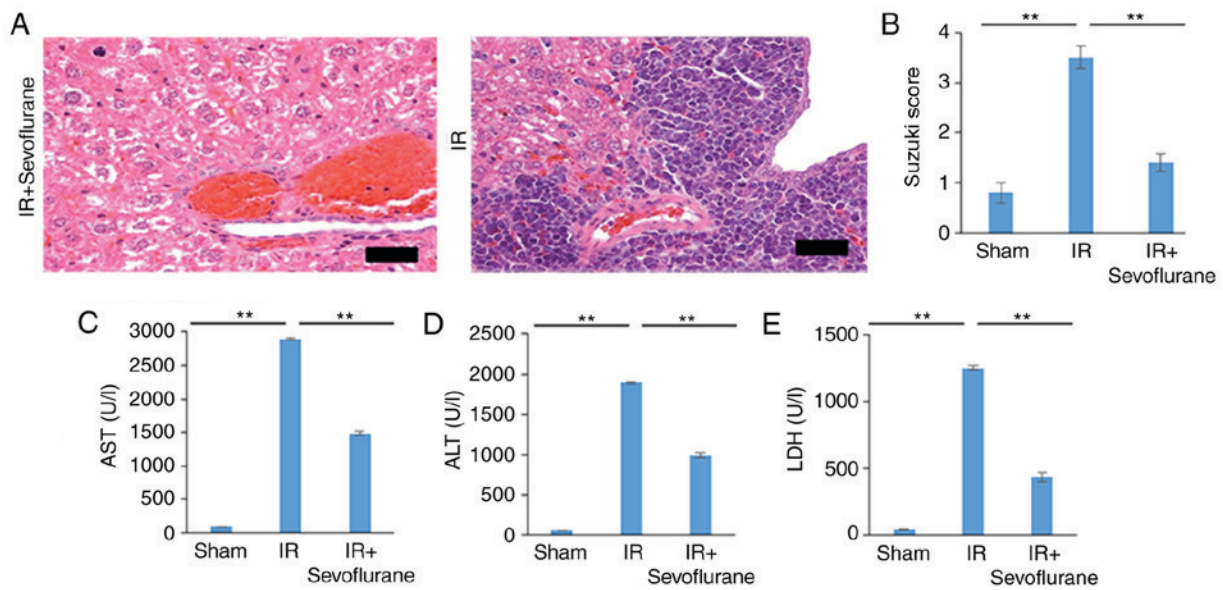 A
IR+Sevoflurane
IR
B
** **
Suzuki score
4
3
2
1
0
Sham IR IR+
Sevoflurane
C
** **
AST (U/l)
3000
2500
2000
1500
1000
500
0
Sham IR IR+
Sevoflurane
D
** **
ALT (U/l)
2500
2000
1500
1000
500
0
Sham IR IR+
Sevoflurane
E
** **
LDH (U/l)
1500
1000
500
0
Sham IR IR+
Sevoflurane